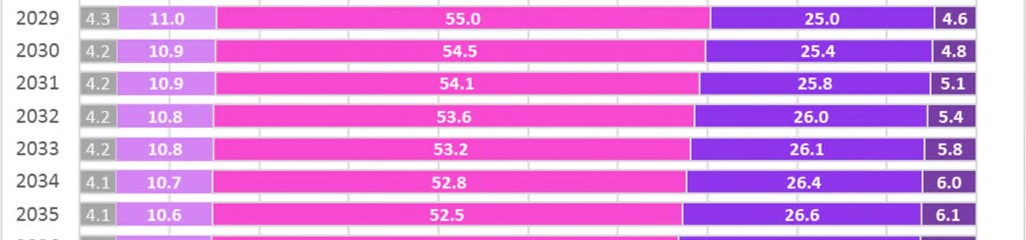 2029 4.3 11.0 55.0 25.0 4.6
2030 4.2 10.9 54.5 25.4 4.8
2031 4.2 10.9 54.1 25.8 5.1
2032 4.2 10.8 53.6 26.0 5.4
2033 4.2 10.8 53.2 26.1 5.8
2034 4.1 10.7 52.8 26.4 6.0
2035 4.1 10.6 52.5 26.6 6.1